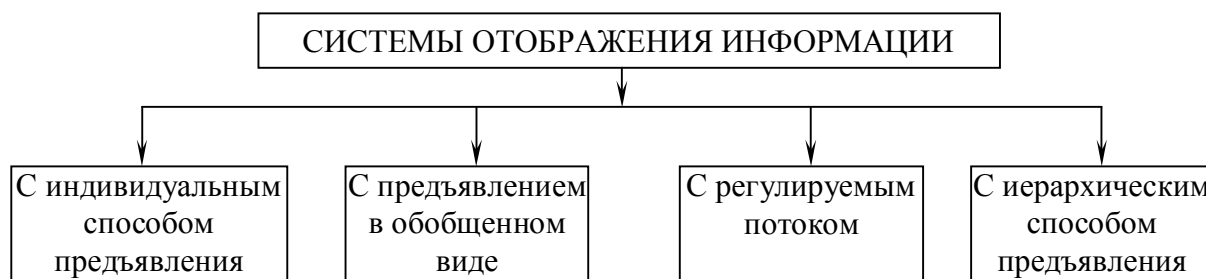 СИСТЕМЫ ОТОБРАЖЕНИЯ ИНФОРМАЦИИ
С индивидуальным
способом
предъявления
С предъявлением
в обобщенном
виде
С регулируемым
потоком
С иерархическим
способом
предъявления